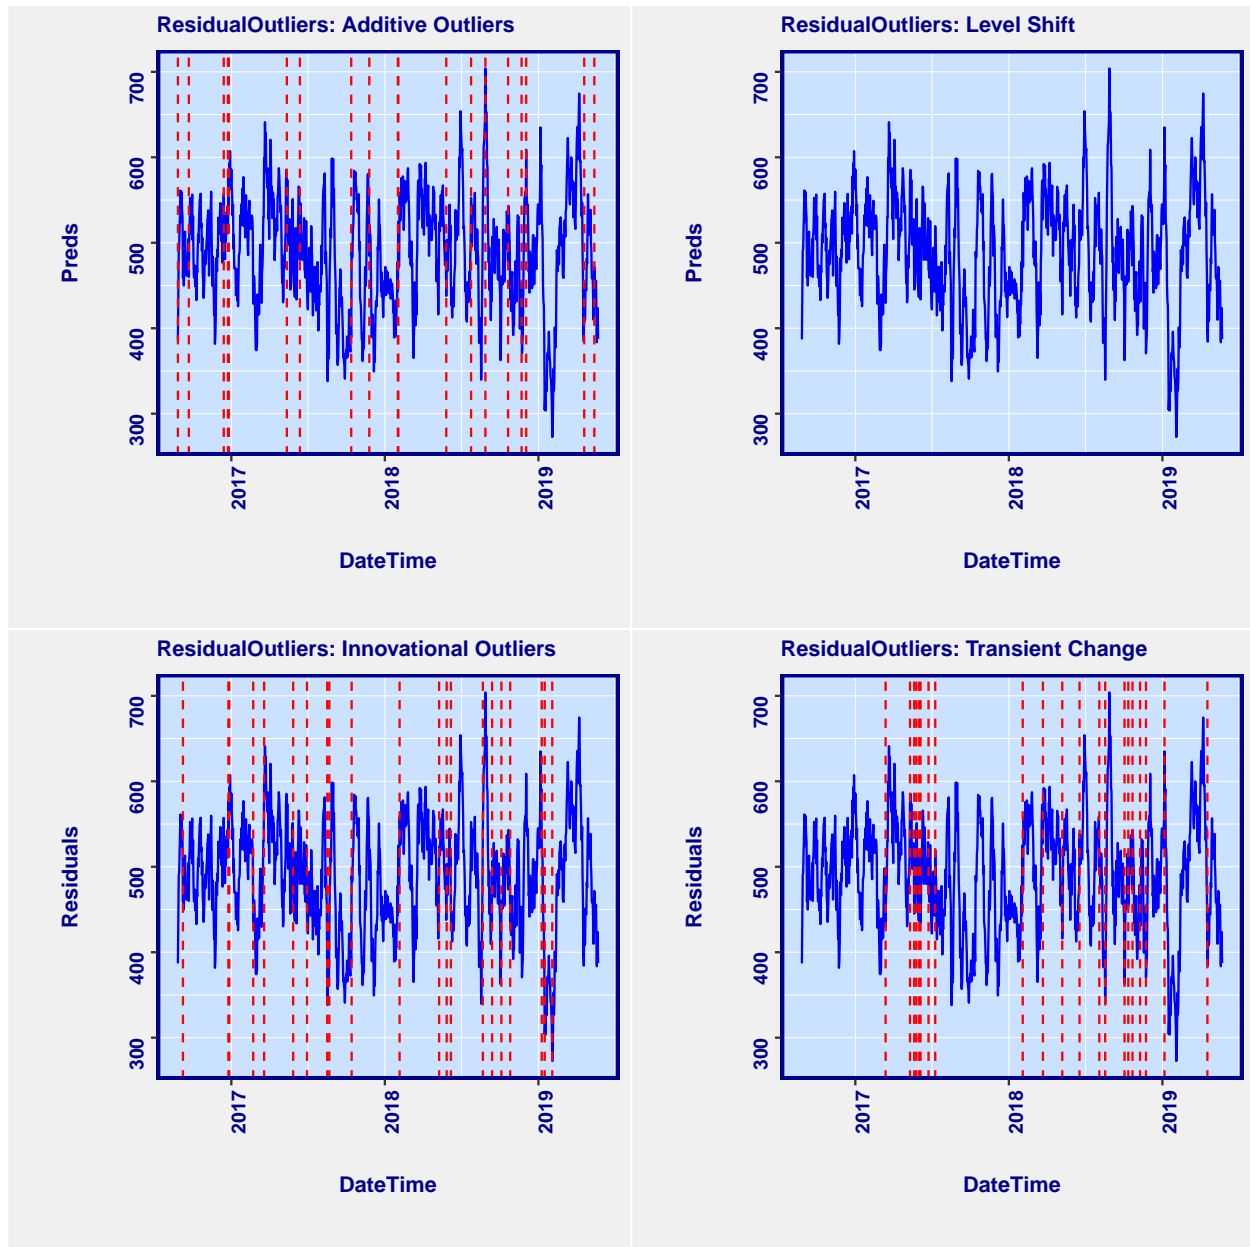 ResidualOutliers: Additive Outliers
Preds
700
600
500
400
300
2017
2018
2019
DateTime
ResidualOutliers: Level Shift
Preds
700
600
500
400
300
2017
2018
2019
DateTime
ResidualOutliers: Innovational Outliers
Residuals
700
600
500
400
300
2017
2018
2019
DateTime
ResidualOutliers: Transient Change
Residuals
700
600
500
400
300
2017
2018
2019
DateTime